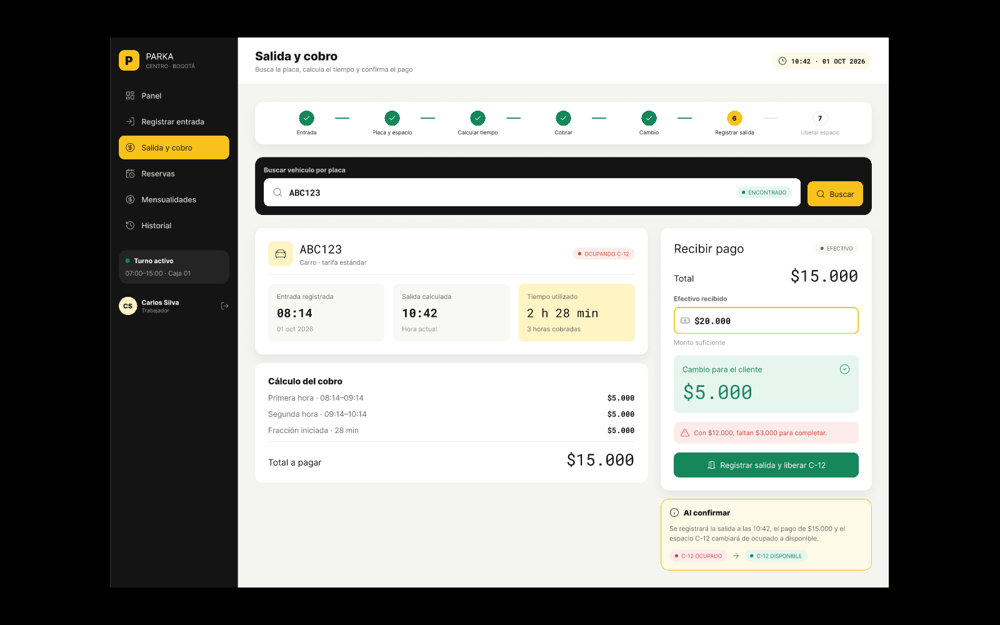 P
PARKA
CENTRO · BOGOTÁ
Panel
Registrar entrada
Salida y cobro
Reservas
Mensualidades
Historial
Turno activo
07:00–15:00 · Caja 01
CS
Carlos Silva
Trabajador
Salida y cobro
Busca la placa, calcula el tiempo y confirma el pago
10:42 · 01 OCT 2026
Entrada
Placa y espacio
Calcular tiempo
Cobrar
Cambio
6
Registrar salida
7
Liberar espacio
Buscar vehículo por placa
ABC123
ENCONTRADO
Buscar
ABC123
Carro · tarifa estándar
OCUPANDO C-12
Entrada registrada
08:14
01 oct 2026
Salida calculada
10:42
Hora actual
Tiempo utilizado
2 h 28 min
3 horas cobradas
Cálculo del cobro
Primera hora · 08:14–09:14 $5.000
Segunda hora · 09:14–10:14 $5.000
Fracción iniciada · 28 min $5.000
Total a pagar $15.000
Recibir pago
EFECTIVO
Total $15.000
Efectivo recibido
$20.000
Monto suficiente
Cambio para el cliente
$5.000
Con $12.000, faltan $3.000 para completar.
Registrar salida y liberar C-12
Al confirmar
Se registrará la salida a las 10:42, el pago de $15.000 y el
espacio C-12 cambiará de ocupado a disponible.
C-12 OCUPADO
C-12 DISPONIBLE